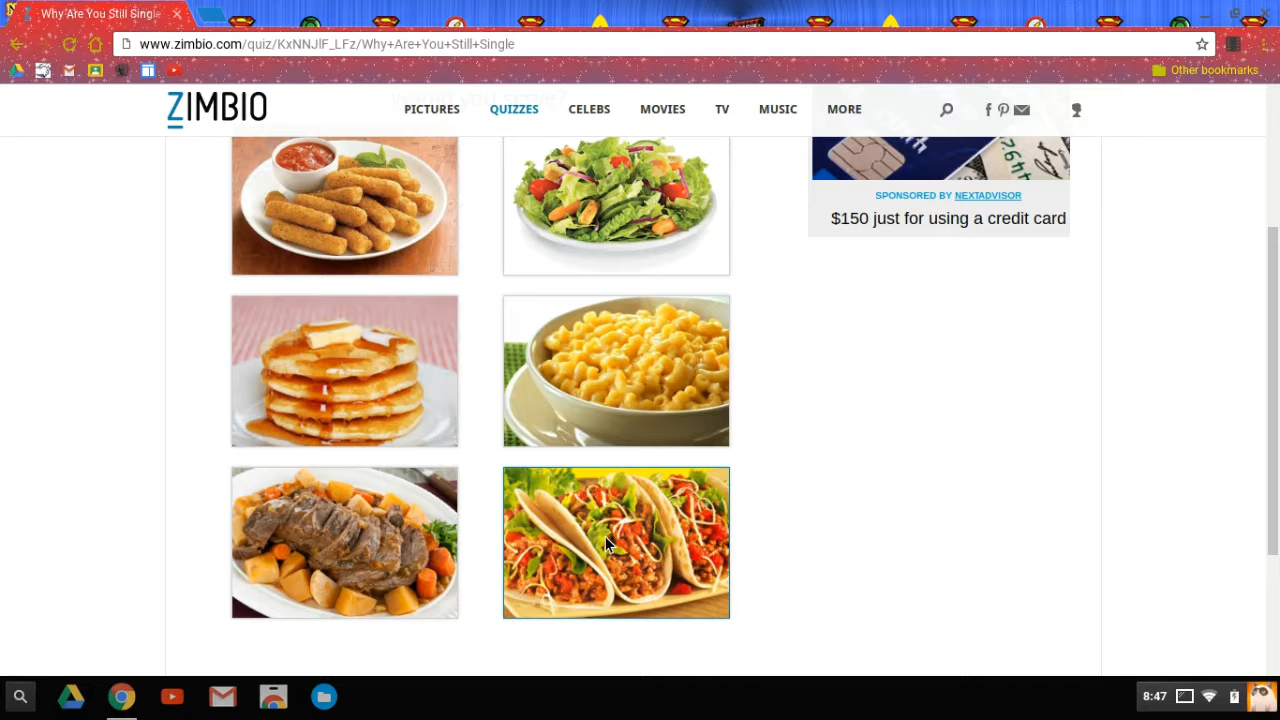 Why Are You Still Singl
www.zimbio.com/quiz/KxNNJlF_LFz/Why+Are+You+Still+Single
Other bookmarks
ZIMBIO
PICTURES QUIZZES CELEBS MOVIES TV MUSIC MORE
SPONSORED BY NEXTADVISOR
$150 just for using a credit card
8:47